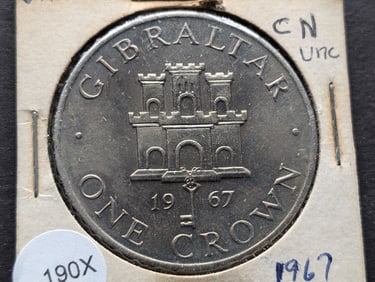 CN
unc
GIBRALTAR
19 67
ONE CROWN
190X
1967